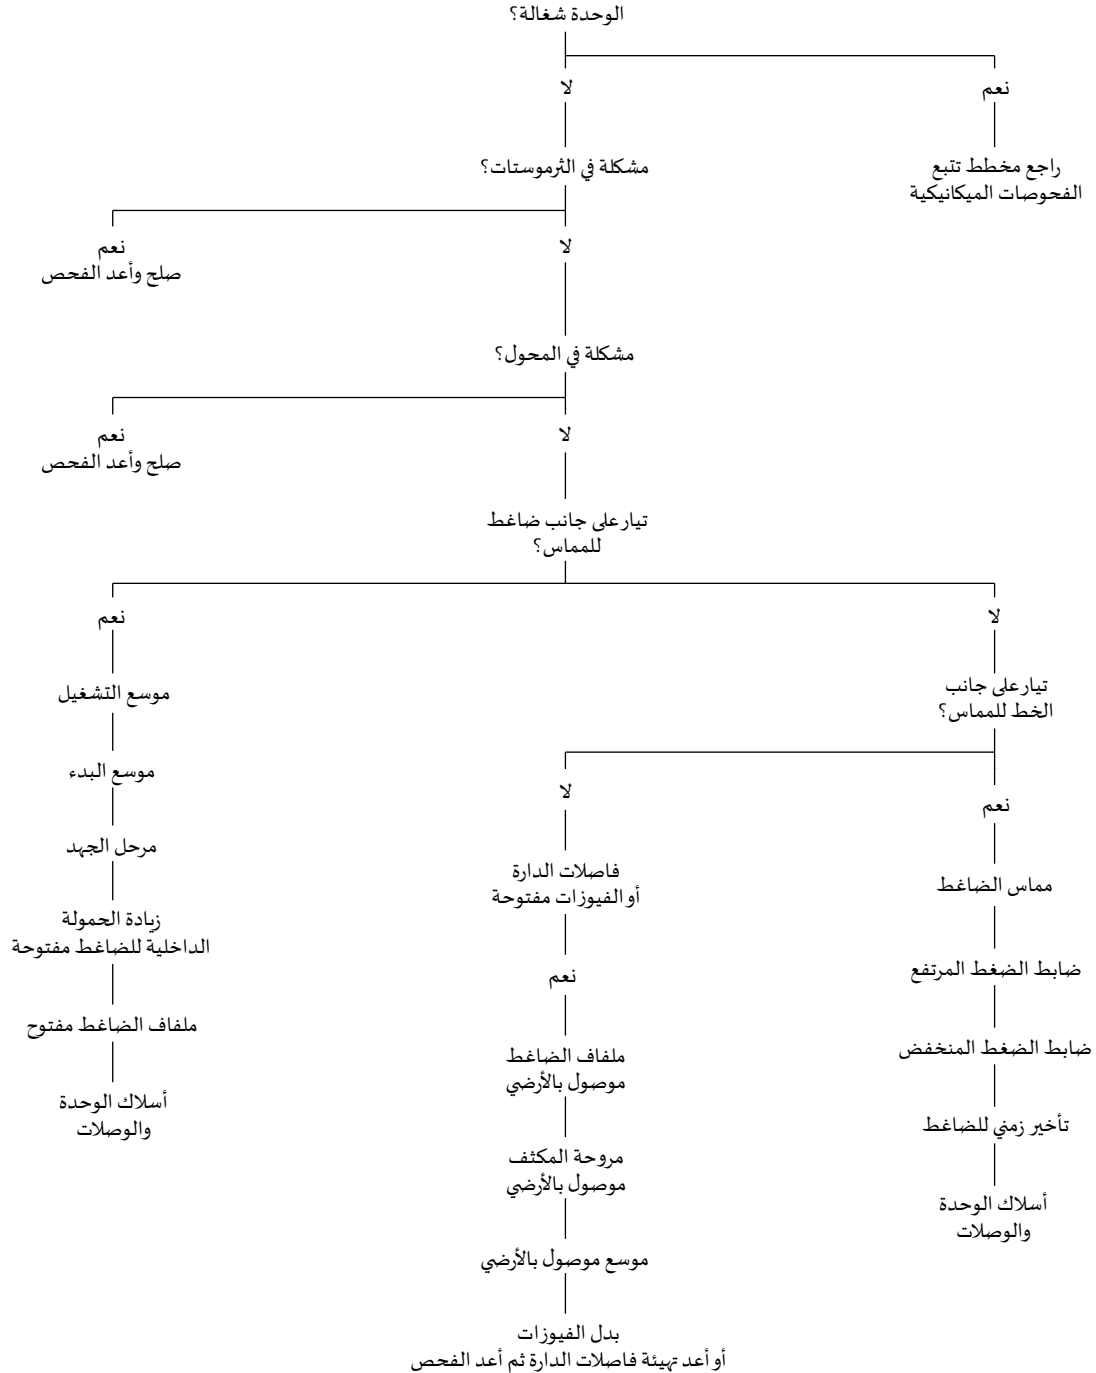 الوحدة شغالة؟
لا
نعم
مشكلة في الثرموستات؟
راجع مخطط تتبع
الفحوصات الميكانيكية
نعم
صلح وأعد الفحص
لا
مشكلة في المحول؟
نعم
صلح وأعد الفحص
لا
تيار على جانب ضاغط
للمماس؟
نعم
موسع التشغيل
موسع البدء
مرحل الجهد
زيادة الحمولة
الداخلية للضاغط مفتوحة
ملفاف الضاغط مفتوح
أسلاك الوحدة
والوصلات
لا
تيار على جانب
الخط للمماس؟
لا
فاصلات الدارة
أو الفيوزات مفتوحة
نعم
ملفاف الضاغط
موصول بالأرضي
مروحة المكثف
موصول بالأرضي
موسع موصول بالأرضي
بدل الفيوزات
أو أعد تهيئة فاصلات الدارة ثم أعد الفحص
نعم
مماس الضاغط
ضابط الضغط المرتفع
ضابط الضغط المنخفض
تأخير زمني للضاغط
أسلاك الوحدة
والوصلات